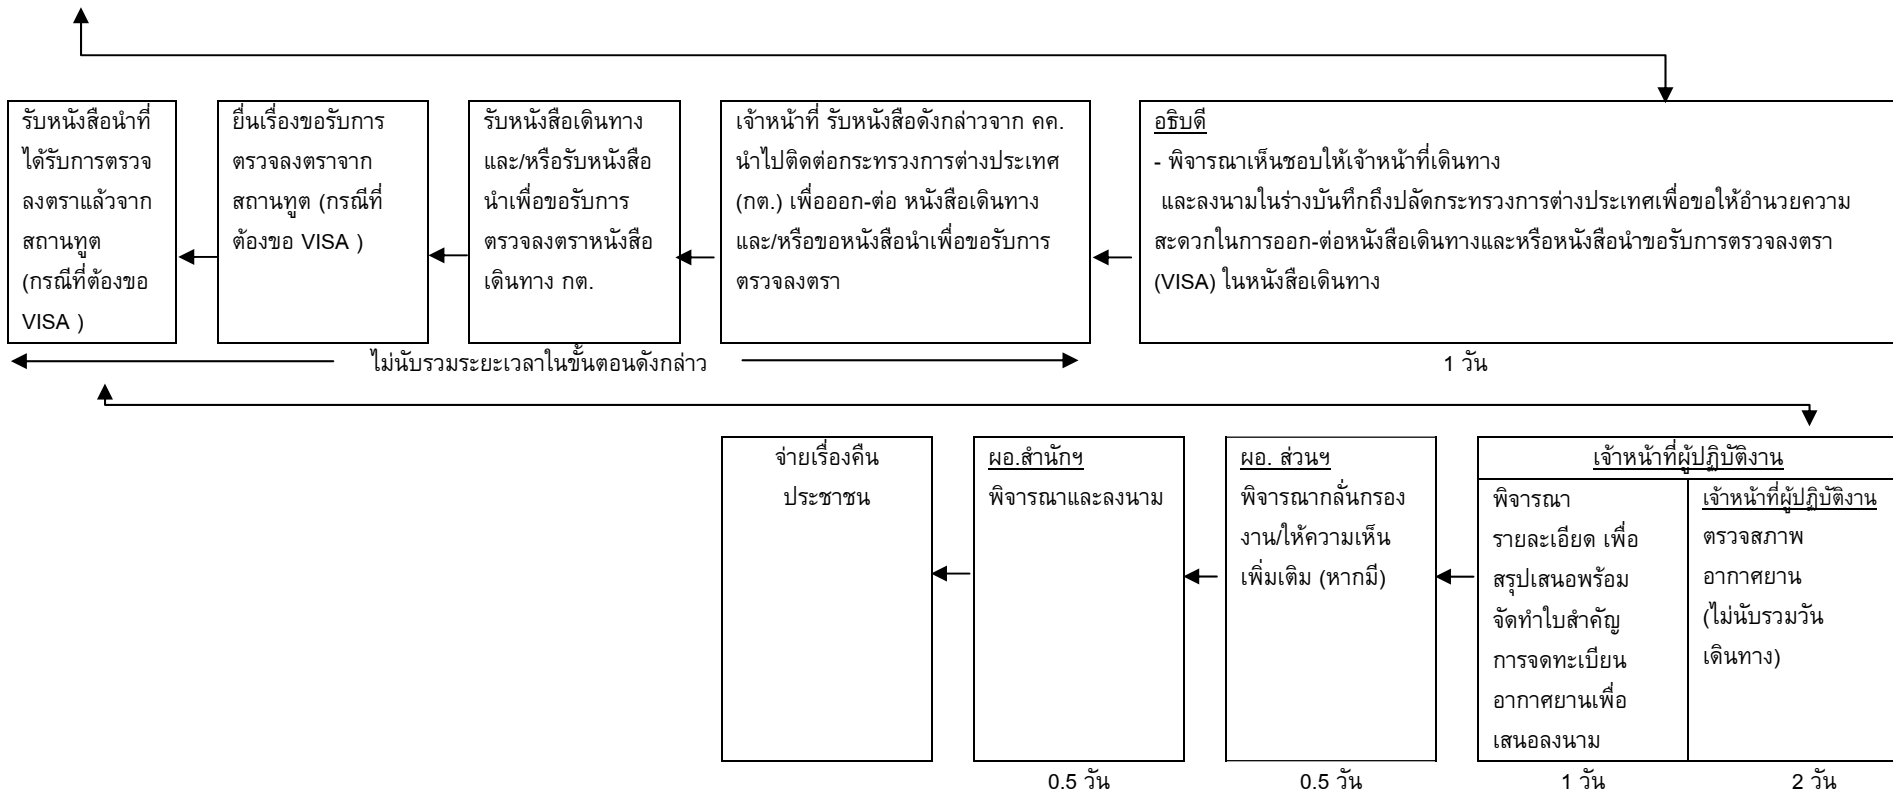 รับหนังสือนำที่
ได้รับการตรวจ
ลงตราแล้วจาก
สถานทูต
(กรณีที่ต้องขอ
VISA )
ยื่นเรื่องขอรับการ
ตรวจลงตราจาก
สถานทูต (กรณีที่
ต้องขอ VISA )
รับหนังสือเดินทาง
และ/หรือรับหนังสือ
นำเพื่อขอรับการ
ตรวจลงตราหนังสือ
เดินทาง กต.
เจ้าหน้าที่ รับหนังสือดังกล่าวจาก คค.
นำไปติดต่อกระทรวงการต่างประเทศ
(กต.) เพื่อออก-ต่อ หนังสือเดินทาง
และ/หรือขอหนังสือนำเพื่อขอรับการ
ตรวจลงตรา
อธิบดี
- พิจารณาเห็นชอบให้เจ้าหน้าที่เดินทาง
และลงนามในร่างบันทึกถึงปลัดกระทรวงการต่างประเทศเพื่อขอให้อำนวยความ
สะดวกในการออก-ต่อหนังสือเดินทางและหรือหนังสือนำขอรับการตรวจลงตรา
(VISA) ในหนังสือเดินทาง
ไม่นับรวมระยะเวลาในขั้นตอนดังกล่าว
1 วัน
จ่ายเรื่องคืน
ประชาชน
ผอ.สำนักฯ
พิจารณาและลงนาม
ผอ. ส่วนฯ
พิจารณากลั่นกรอง
งาน/ให้ความเห็น
เพิ่มเติม (หากมี)
เจ้าหน้าที่ผู้ปฏิบัติงาน
พิจารณา
รายละเอียด เพื่อ
สรุปเสนอพร้อม
จัดทำใบสำคัญ
การจดทะเบียน
อากาศยานเพื่อ
เสนอลงนาม
เจ้าหน้าที่ผู้ปฏิบัติงาน
ตรวจสภาพ
อากาศยาน
(ไม่นับรวมวัน
เดินทาง)
0.5 วัน
0.5 วัน
1 วัน
2 วัน